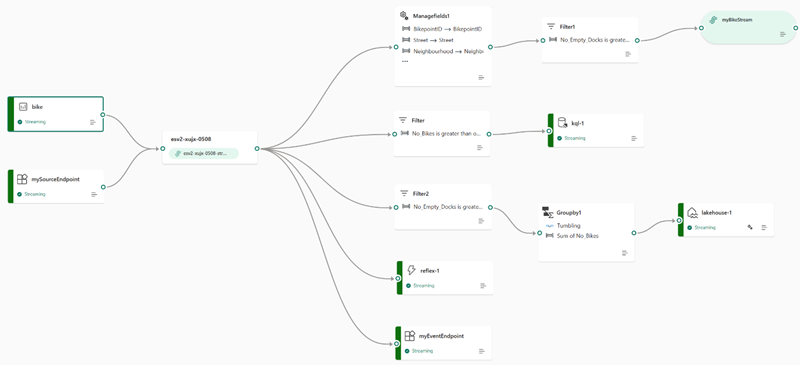 bike
Streaming
mySourceEndpoint
Streaming
esv2-xujx-0508
esv2-xujx-0508-str...
Managefields1
BikepointID → BikepointID
Street → Street
Neighbourhood → Neighb
...
Filter1
No_Empty_Docks is greate...
myBikeStream
Filter
No_Bikes is greater than o...
kql-1
Streaming
Filter2
No_Empty_Docks is greate...
Groupby1
Tumbling
Sum of No_Bikes
lakehouse-1
Streaming
reflex-1
Streaming
myEventEndpoint
Streaming